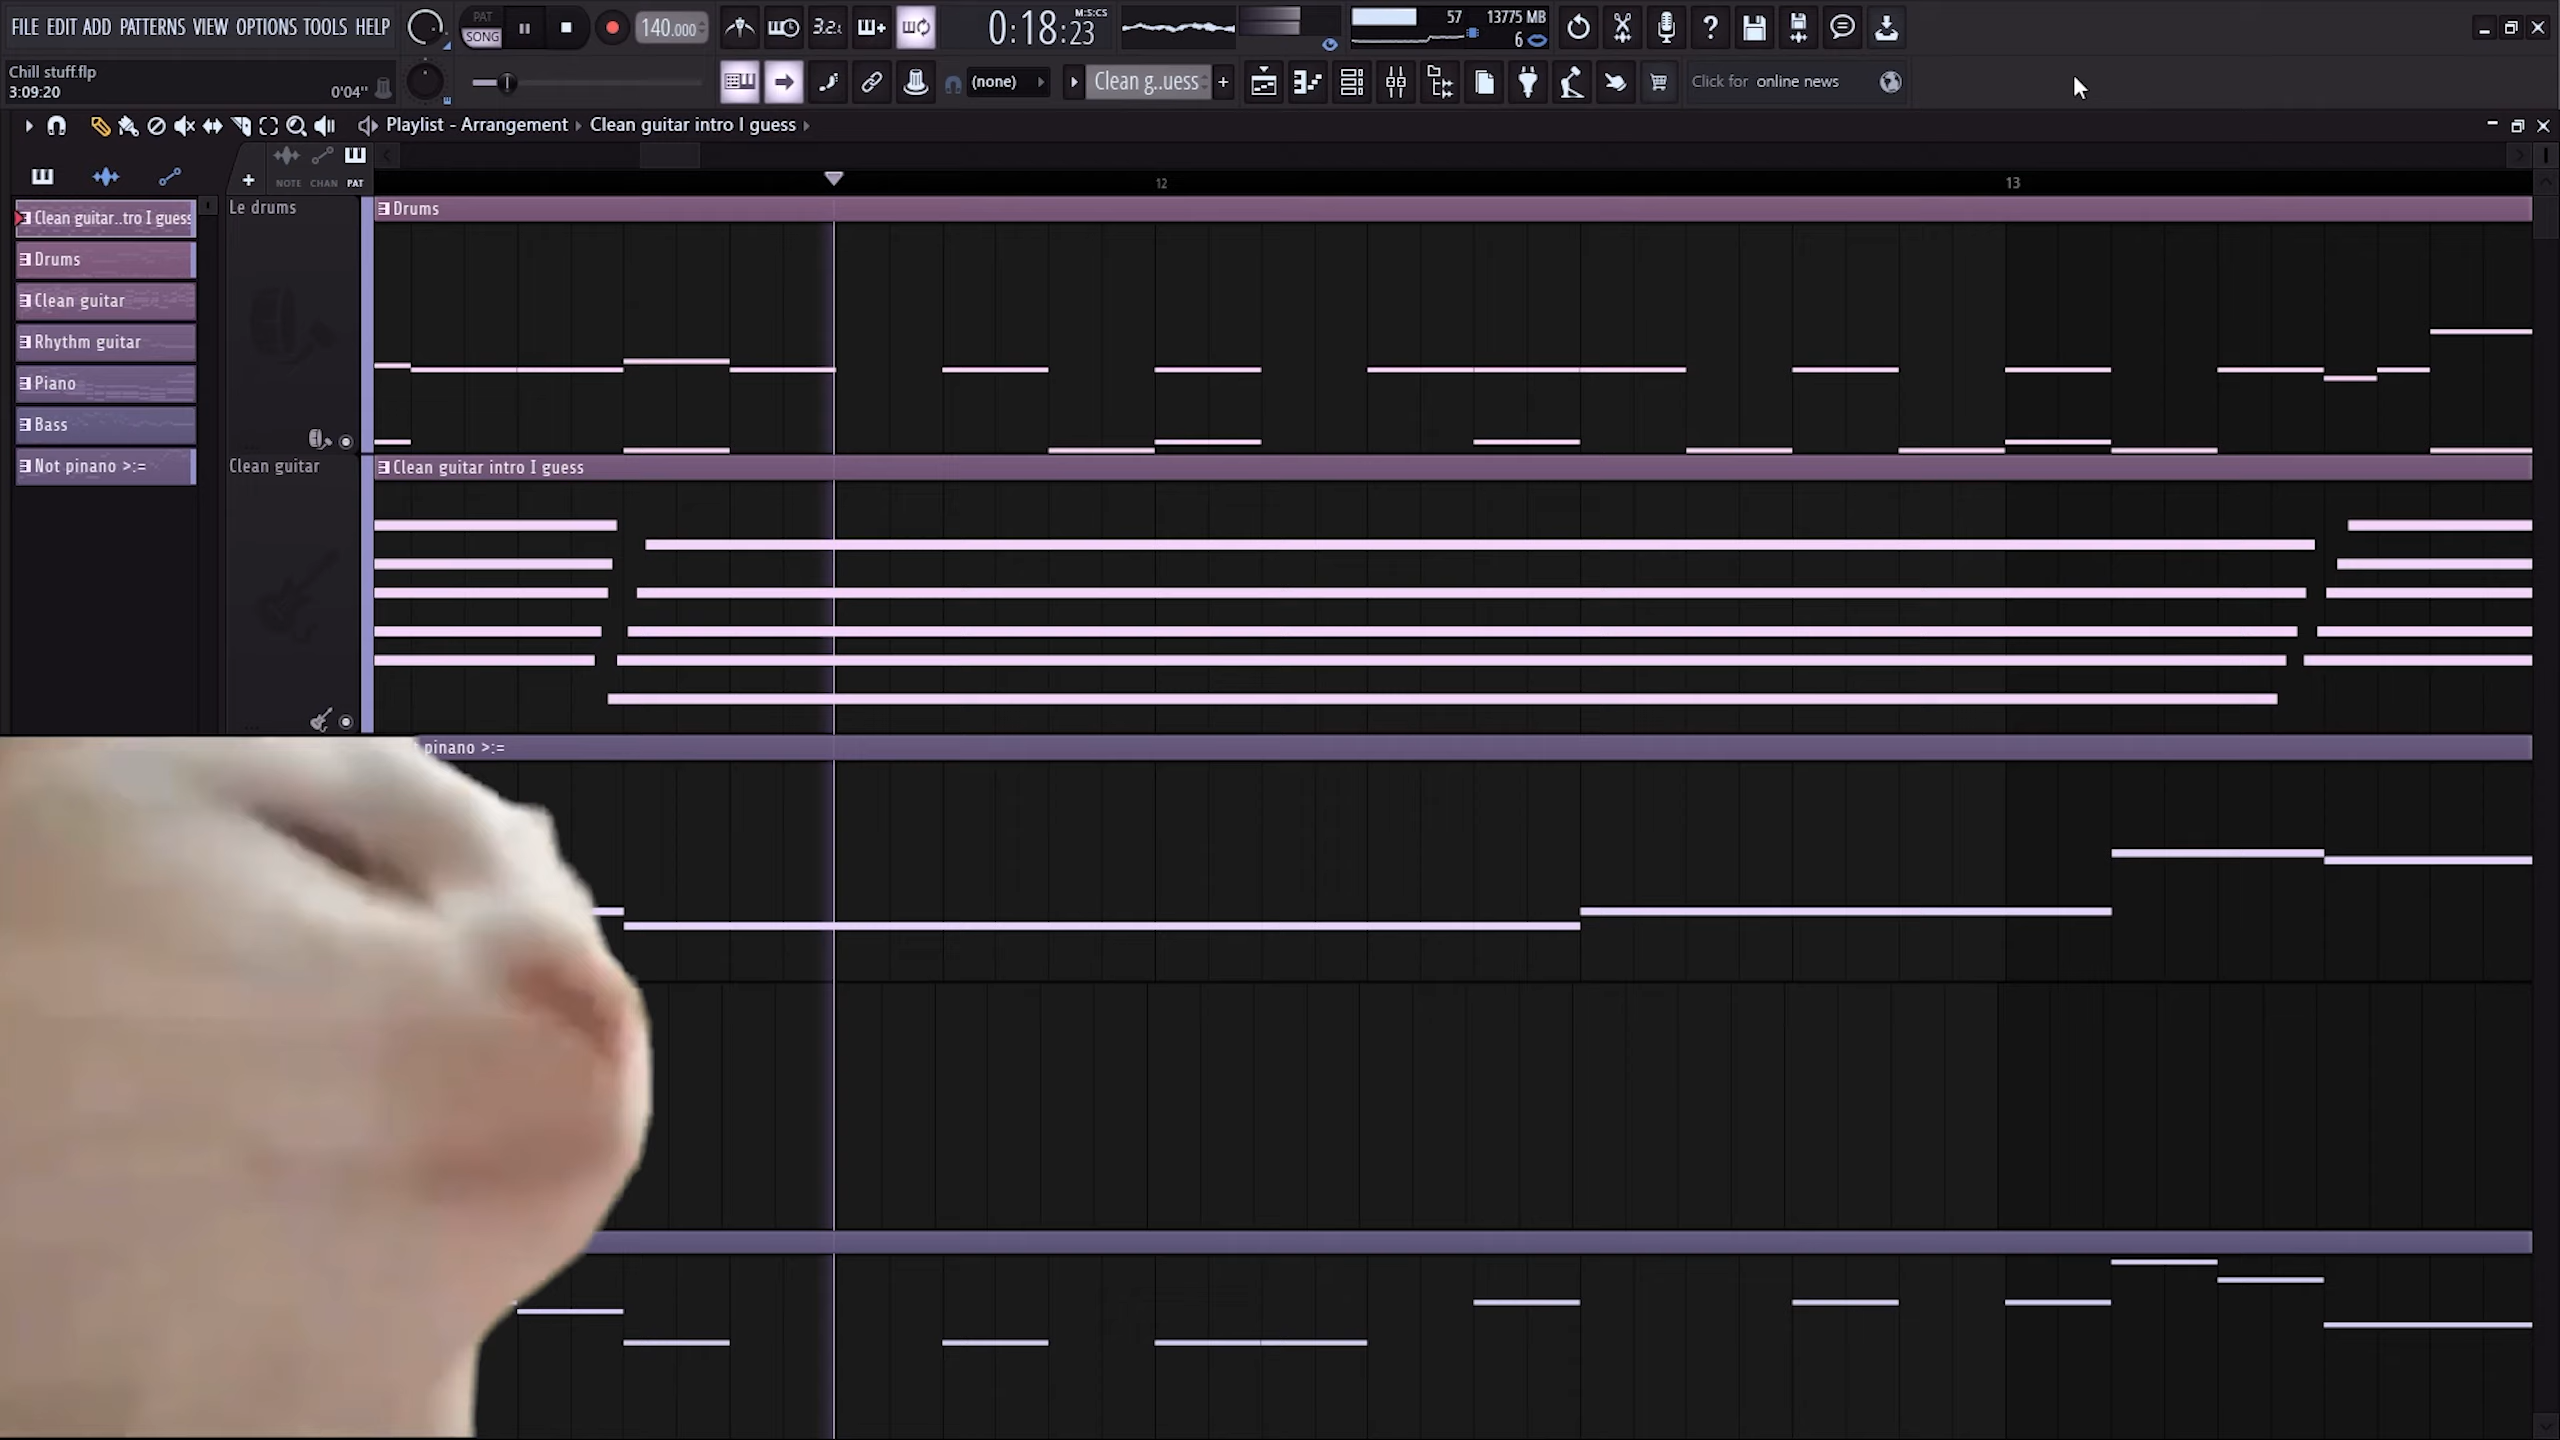 FILE EDIT ADD PATTERNS VIEW OPTIONS TOOLS HELP
PAT
SONG
140.000
3.2.
0:18:23
M:S:CS
57
13775 MB
6
Chill stuff.flp
3:09:20
0'04"
(none)
Clean g..uess
Click for online news
Playlist - Arrangement
Clean guitar intro I guess
NOTE
CHAN
PAT
12
13
Clean guitar..tro I guess
Drums
Clean guitar
Rhythm guitar
Piano
Bass
Not pinano >:=
Le drums
Drums
Clean guitar
Clean guitar intro I guess
pinano >:=